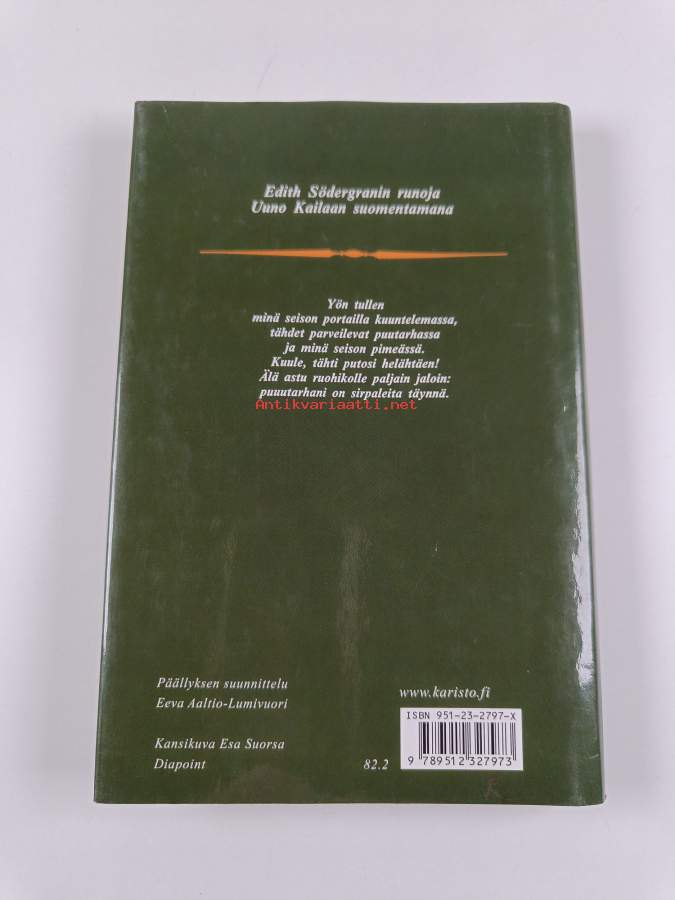 Edith Södergranin runoja
Uuno Kailaan suomentamana
Yön tullen
minä seison portailla kuuntelemassa,
tähdet parveilevat puutarhassa
ja minä seison pimeässä.
Kuule, tähti putosi helähtäen!
Älä astu ruohikolle paljain jaloin:
puuutarhani on sirpaleita täynnä.
Antikvariaatti.net
Päällyksen suunnittelu
Eeva Aaltio-Lumivuori
Kansikuva Esa Suorsa
Diapoint
82.2
www.karisto.fi
ISBN 951-23-2797-X
9 789512 327973